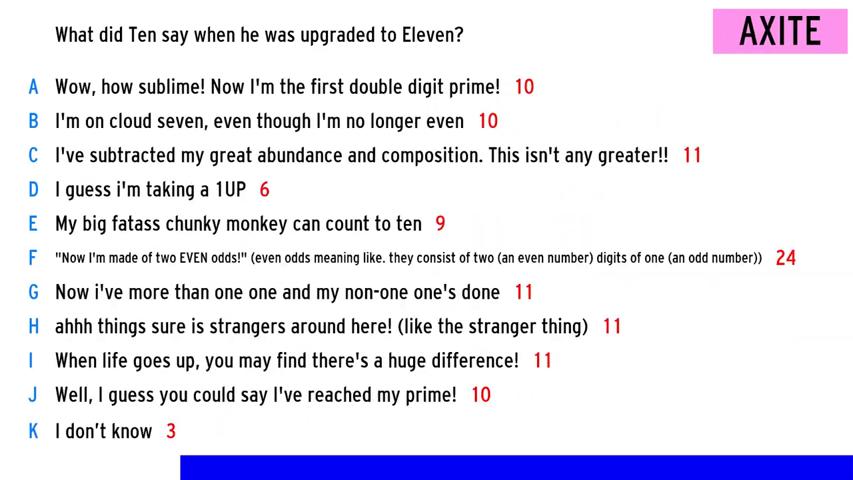 What did Ten say when he was upgraded to Eleven?
AXITE
A Wow, how sublime! Now I'm the first double digit prime! 10
B I'm on cloud seven, even though I'm no longer even 10
C I've subtracted my great abundance and composition. This isn't any greater!! 11
D I guess i'm taking a 1UP 6
E My big fatass chunky monkey can count to ten 9
F "Now I'm made of two EVEN odds!" (even odds meaning like. they consist of two (an even number) digits of one (an odd number)) 24
G Now i've more than one one and my non-one one's done 11
H ahhh things sure is strangers around here! (like the stranger thing) 11
I When life goes up, you may find there's a huge difference! 11
J Well, I guess you could say I've reached my prime! 10
K I don't know 3